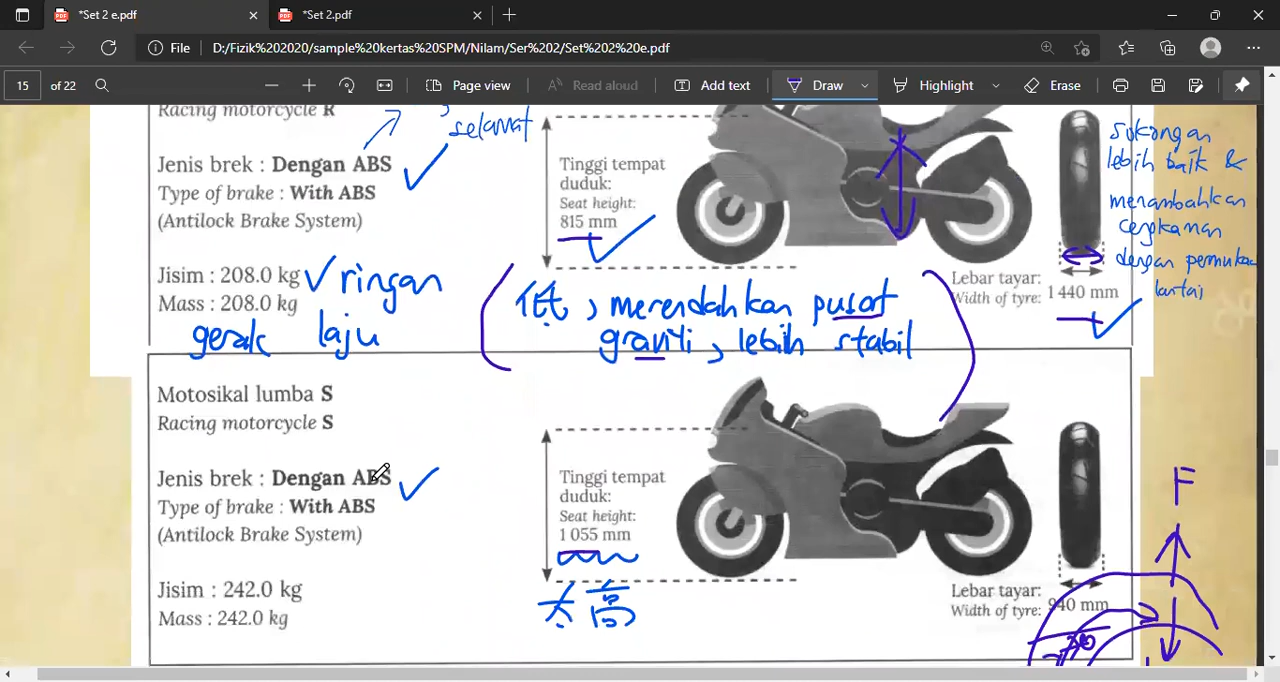 *Set 2 e.pdf
*Set 2.pdf
File
D:/Fizik%202020/sample%20kertas%20SPM/Nilam/Ser%202/Set%202%20e.pdf
15 of 22
Page view
Read aloud
Add text
Draw
Highlight
Erase
Racing motorcycle R
selamat
Jenis brek : Dengan ABS
Type of brake : With ABS
(Antilock Brake System)
Jisim : 208.0 kg
Mass : 208.0 kg
ringan
gerak laju
Tinggi tempat
duduk:
Seat height:
815 mm
Lebar tayar:
Width of tyre: 1 440 mm
sokongan
lebih baik &
menambahkan
cengkaman
dengan permukaan
lantai
, merendahkan pusat
graviti, lebih stabil
Motosikal lumba S
Racing motorcycle S
Jenis brek : Dengan ABS
Type of brake : With ABS
(Antilock Brake System)
Jisim : 242.0 kg
Mass : 242.0 kg
Tinggi tempat
duduk:
Seat height:
1 055 mm
太高
Lebar tayar:
Width of tyre: 940 mm
F